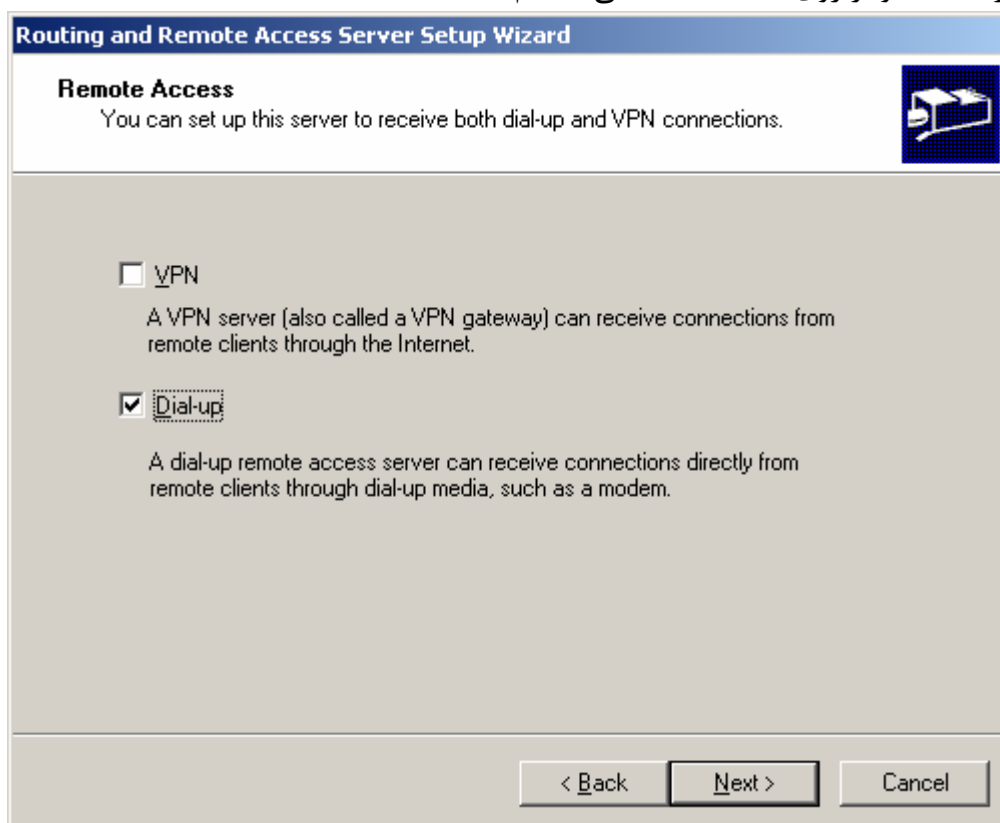 Routing and Remote Access Server Setup Wizard
Remote Access
You can set up this server to receive both dial-up and VPN connections.
VPN
A VPN server (also called a VPN gateway) can receive connections from
remote clients through the Internet.
Dial-up
A dial-up remote access server can receive connections directly from
remote clients through dial-up media, such as a modem.
< Back
Next >
Cancel